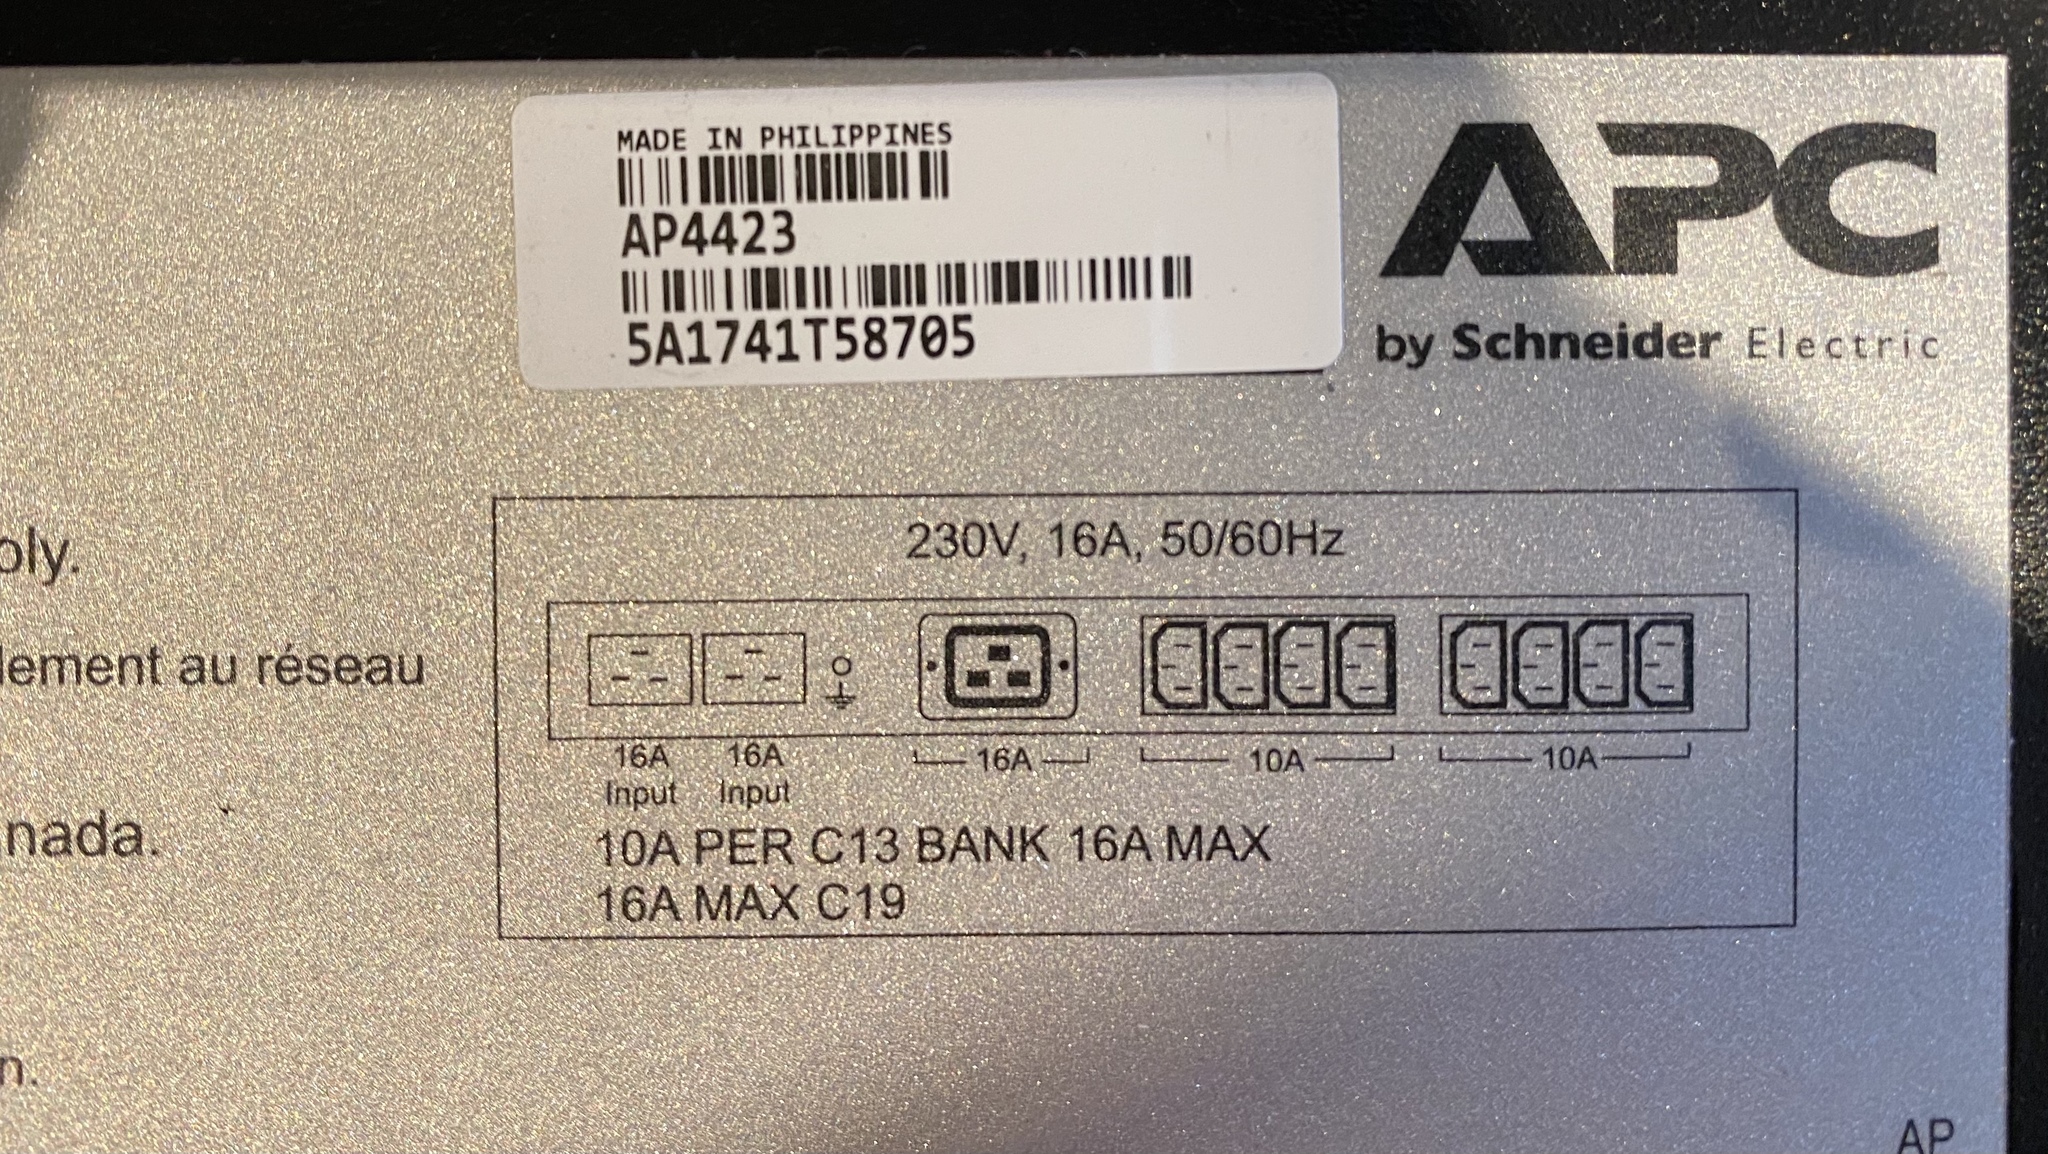 MADE IN PHILIPPINES
AP4423
5A1741T58705
APC
by Schneider Electric
230V, 16A, 50/60Hz
16A 16A 16A 10A 10A
Input Input
10A PER C13 BANK 16A MAX
16A MAX C19
ply.
lement au réseau
nada.
n.
AP